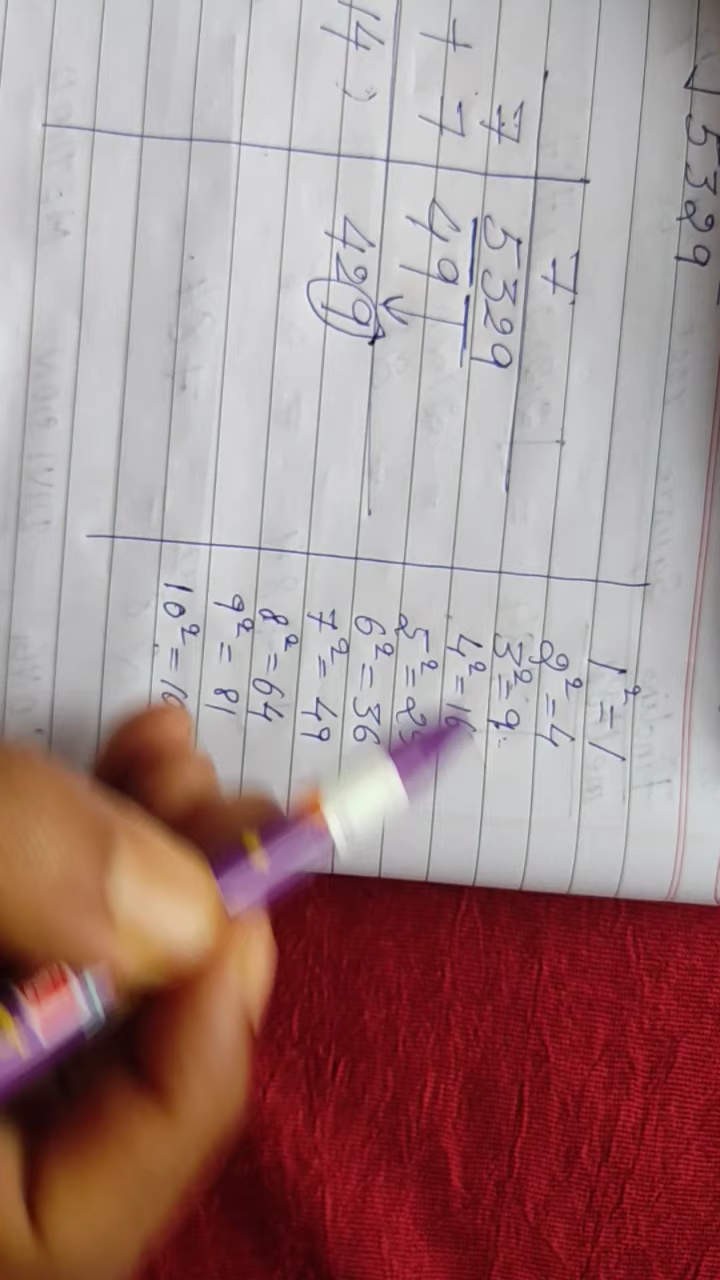 √5329
7
7 5329
+ 7 49
14 ) 429
1² = 1
2² = 4
3² = 9
4² = 16
5² = 25
6² = 36
7² = 49
8² = 64
9² = 81
10² = 10